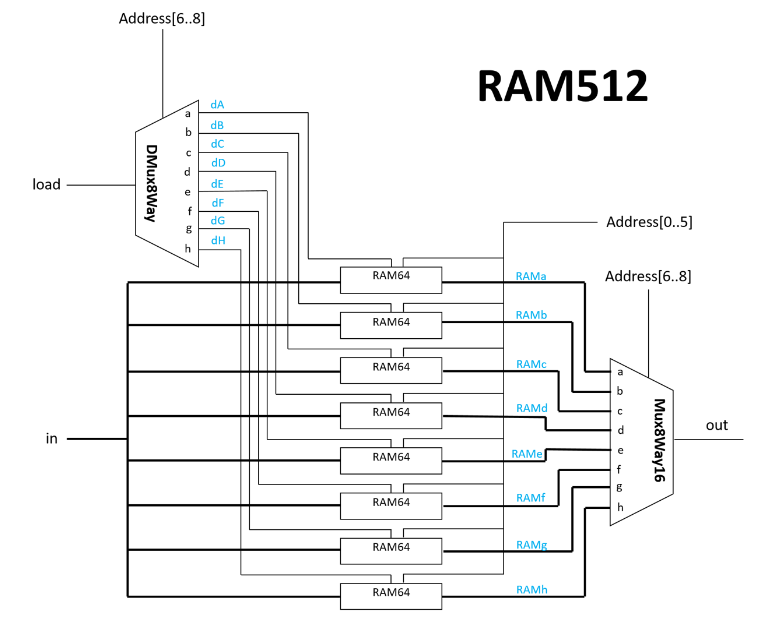 Address[6..8]
RAM512
DMux8Way
a
b
c
d
e
f
g
h
dA
dB
dC
dD
dE
dF
dG
dH
load
Address[0..5]
Address[6..8]
RAM64
RAM64
RAM64
RAM64
RAM64
RAM64
RAM64
RAM64
RAMa
RAMb
RAMc
RAMd
RAMe
RAMf
RAMg
RAMh
in
a
b
c
d
e
f
g
h
Mux8Way16
out